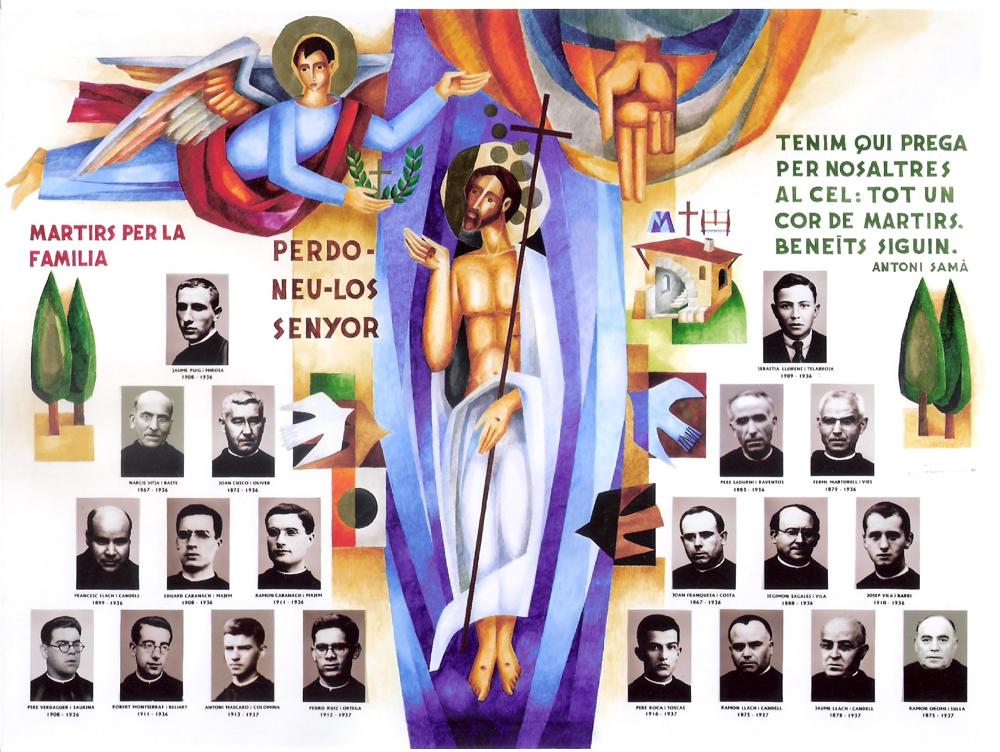 TENIM QUI PREGA
PER NOSALTRES
AL CEL: TOT UN
COR DE MARTIRS.
BENEÏTS SIGUIN.
ANTONI SAMÀ
MARTIRS PER LA
FAMILIA
PERDO-
NEU-LOS
SENYOR
M
JAUME PUIG i MIROSA
1908 - 1936
SEBASTIA LLORENS i TELARROJA
1909 - 1936
NARCIS SITJA i BASTE
1867 - 1936
JOAN CUSCO i OLIVER
1872 - 1936
PERE SADURNI i RAVENTOS
1883 - 1936
FERMI MARTORELL i VIES
1879 - 1936
FRANCESC LLACH i CANDELL
1899 - 1936
EDUARD CABANACH i MAJEM
1908 - 1936
RAMON CABANACH i MAJEM
1911 - 1936
JOAN FRANQUESA i COSTA
1867 - 1936
SEGIMON SAGALES i VILA
1888 - 1936
JOSEP VILA i BARRI
1910 - 1936
PERE VERDAGUER i SAURINA
1908 - 1936
ROBERT MONTSERRAT i BELIART
1911 - 1936
ANTONI MASCARO i COLOMINA
1913 - 1937
PEDRO RUIZ i ORTEGA
1912 - 1937
PERE ROCA i TOSCAS
1916 - 1937
RAMON LLACH i CANDELL
1875 - 1937
JAUME LLACH i CANDELL
1878 - 1937
RAMON OROMI i SULLA
1875 - 1937